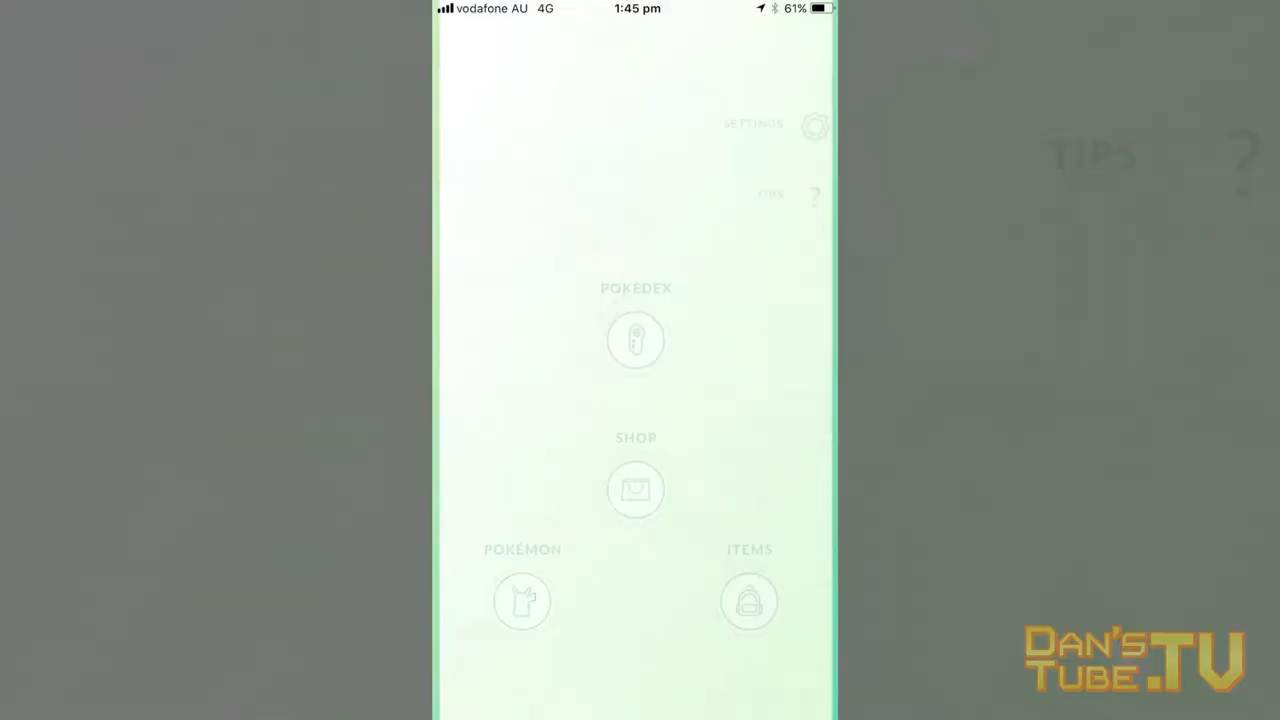 vodafone AU 4G 1:45 pm 61%
SETTINGS
TIPS ?
TIPS ?
POKEDEX
SHOP
POKÉMON ITEMS
DAN'S
TUBE.TV